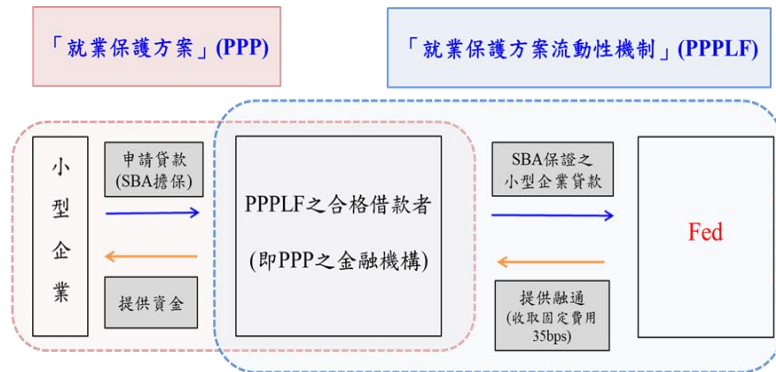 「就業保護方案」(PPP)
「就業保護方案流動性機制」(PPPLF)
小
型
企
業
申請貸款
(SBA擔保)
提供資金
PPPLF之合格借款者
(即PPP之金融機構)
SBA保證之
小型企業貸款
提供融通
(收取固定費用
35bps)
Fed